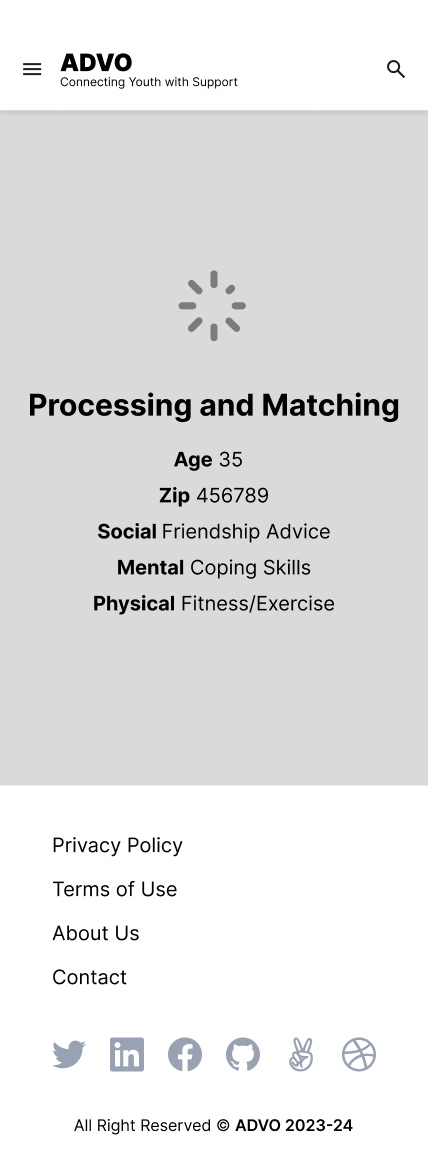 ADVO
Connecting Youth with Support
Processing and Matching
Age 35
Zip 456789
Social Friendship Advice
Mental Coping Skills
Physical Fitness/Exercise
Privacy Policy
Terms of Use
About Us
Contact
All Right Reserved © ADVO 2023-24